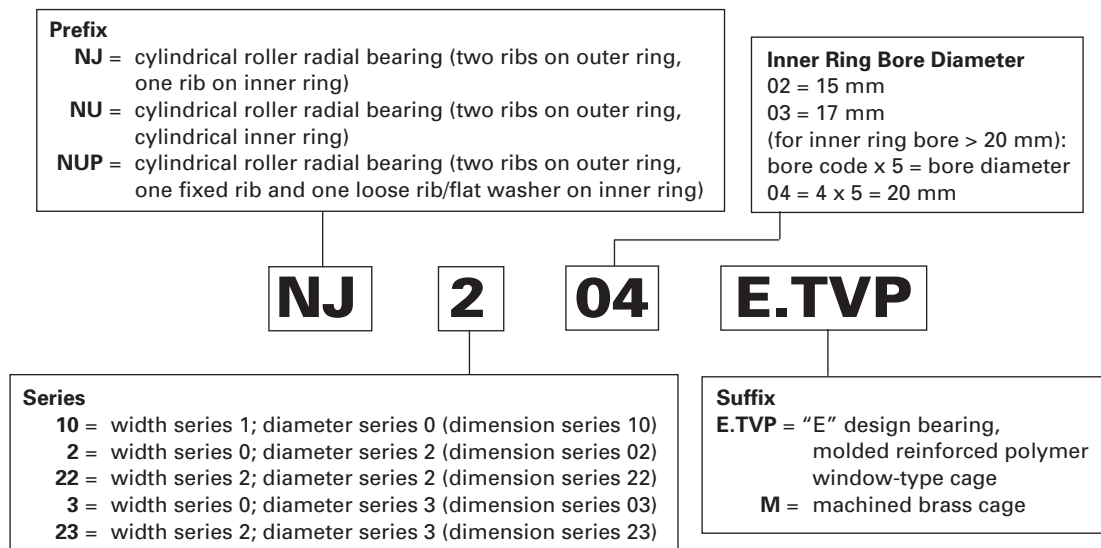 Prefix
NJ = cylindrical roller radial bearing (two ribs on outer ring,
one rib on inner ring)
NU = cylindrical roller radial bearing (two ribs on outer ring,
cylindrical inner ring)
NUP = cylindrical roller radial bearing (two ribs on outer ring,
one fixed rib and one loose rib/flat washer on inner ring)
Inner Ring Bore Diameter
02 = 15 mm
03 = 17 mm
(for inner ring bore > 20 mm):
bore code x 5 = bore diameter
04 = 4 x 5 = 20 mm
NJ 2 04 E.TVP
Series
10 = width series 1; diameter series 0 (dimension series 10)
2 = width series 0; diameter series 2 (dimension series 02)
22 = width series 2; diameter series 2 (dimension series 22)
3 = width series 0; diameter series 3 (dimension series 03)
23 = width series 2; diameter series 3 (dimension series 23)
Suffix
E.TVP = “E” design bearing,
molded reinforced polymer
window-type cage
M = machined brass cage